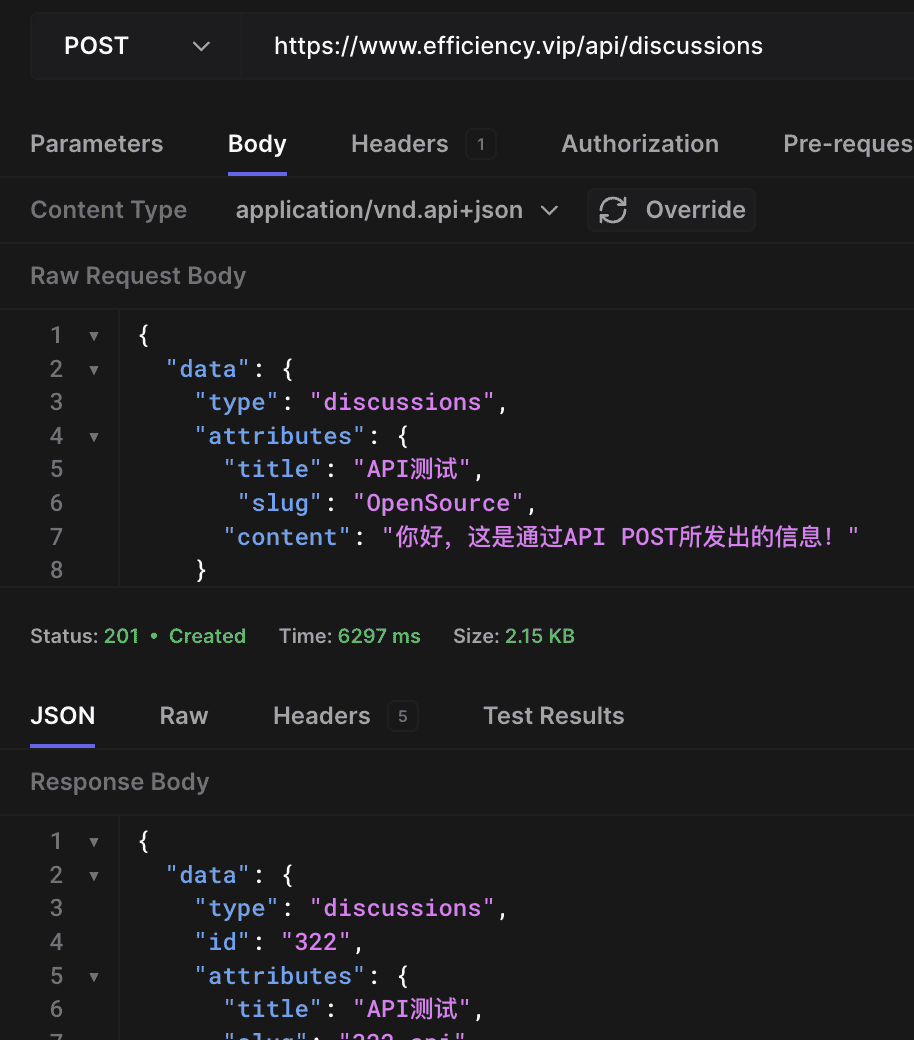 POST https://www.efficiency.vip/api/discussions
Parameters Body Headers 1 Authorization Pre-reques
Content Type application/vnd.api+json Override
Raw Request Body
1 {
2 "data": {
3 "type": "discussions",
4 "attributes": {
5 "title": "API测试",
6 "slug": "OpenSource",
7 "content": "你好，这是通过API POST所发出的信息！"
8 }
Status: 201 • Created Time: 6297 ms Size: 2.15 KB
JSON Raw Headers 5 Test Results
Response Body
1 {
2 "data": {
3 "type": "discussions",
4 "id": "322",
5 "attributes": {
6 "title": "API测试",
7 "slug": "322-api"